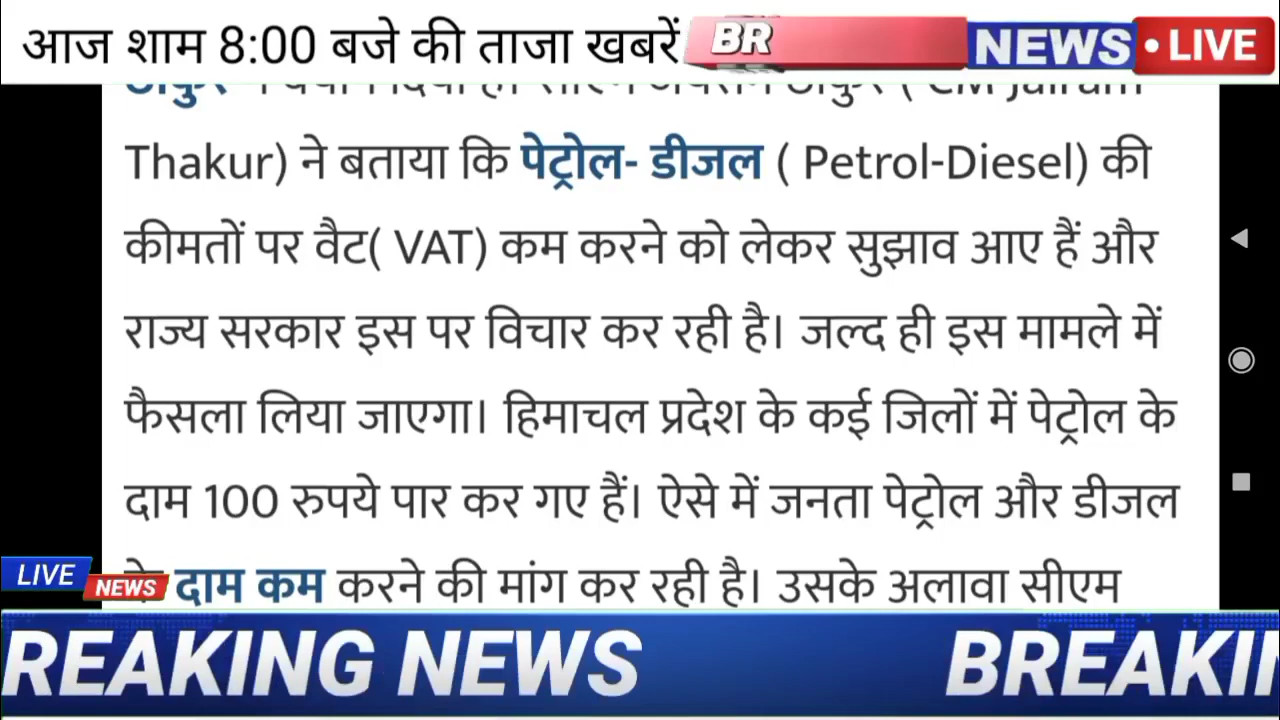 आज शाम 8:00 बजे की ताजा खबरें BR NEWS • LIVE
Thakur) ने बताया कि पेट्रोल- डीजल ( Petrol-Diesel) की
कीमतों पर वैट( VAT) कम करने को लेकर सुझाव आए हैं और
राज्य सरकार इस पर विचार कर रही है। जल्द ही इस मामले में
फैसला लिया जाएगा। हिमाचल प्रदेश के कई जिलों में पेट्रोल के
दाम 100 रुपये पार कर गए हैं। ऐसे में जनता पेट्रोल और डीजल
के दाम कम करने की मांग कर रही है। उसके अलावा सीएम
LIVE NEWS
REAKING NEWS BREAKI